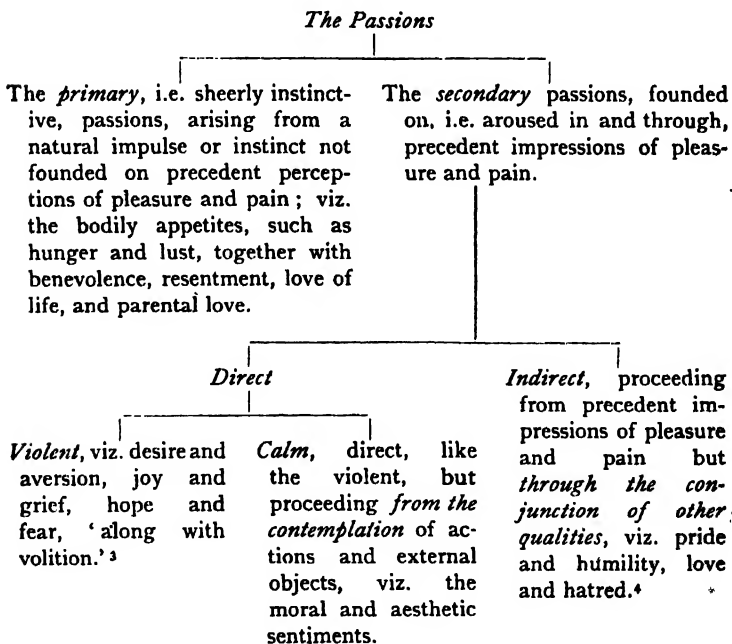 The Passions
The primary, i.e. sheerly instinct-
ive, passions, arising from a
natural impulse or instinct not
founded on precedent percep-
tions of pleasure and pain ; viz.
the bodily appetites, such as
hunger and lust, together with
benevolence, resentment, love of
life, and parental love.
The secondary passions, founded
on, i.e. aroused in and through,
precedent impressions of pleas-
ure and pain.
Direct
Violent, viz. desire and
aversion, joy and
grief, hope and
fear, ‘along with
volition.’ ³
Calm, direct, like
the violent, but
proceeding from the
contemplation of ac-
tions and external
objects, viz. the
moral and aesthetic
sentiments.
Indirect, proceeding
from precedent im-
pressions of pleasure
and pain but
through the con-
junction of other
qualities, viz. pride
and humility, love
and hatred.⁴